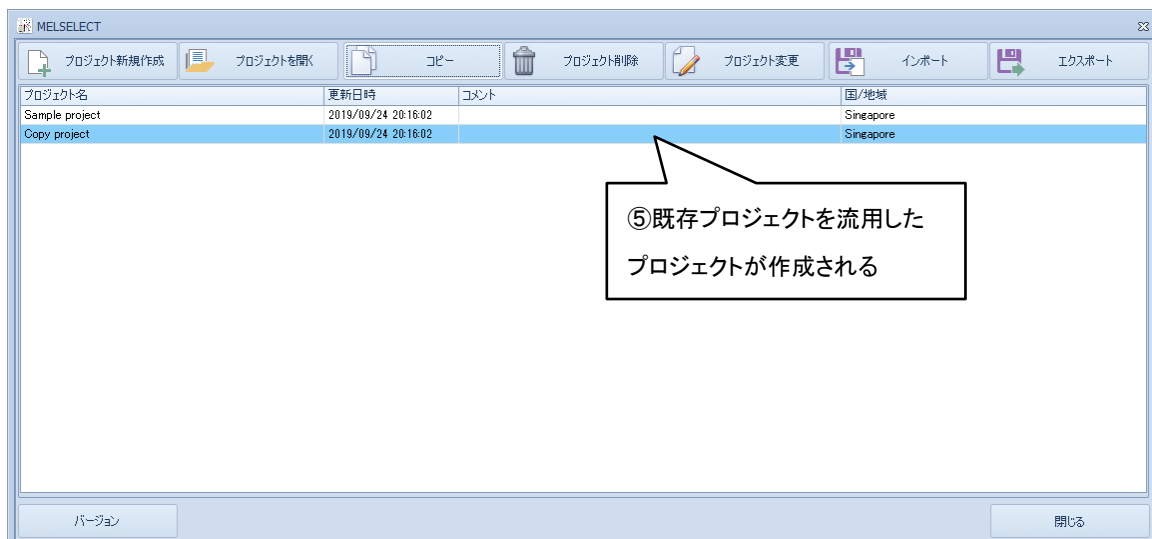 MELSELECT
プロジェクト新規作成 プロジェクトを開く コピー プロジェクト削除 プロジェクト変更 インポート エクスポート
プロジェクト名 更新日時 コメント 国/地域
Sample project 2019/09/24 20:16:02 Singapore
Copy project 2019/09/24 20:16:02 Singapore
⑤既存プロジェクトを流用した
プロジェクトが作成される
バージョン 閉じる